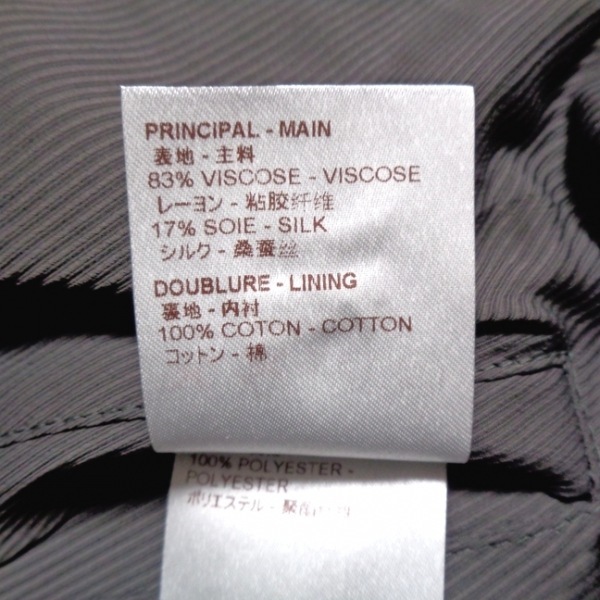 PRINCIPAL - MAIN
表地 - 主料
83% VISCOSE - VISCOSE
レーヨン - 粘胶纤维
17% SOIE - SILK
シルク - 桑蚕丝
DOUBLURE - LINING
裏地 - 内衬
100% COTON - COTTON
コットン - 棉
100% POLYESTER -
POLYESTER
ポリエステル - 聚